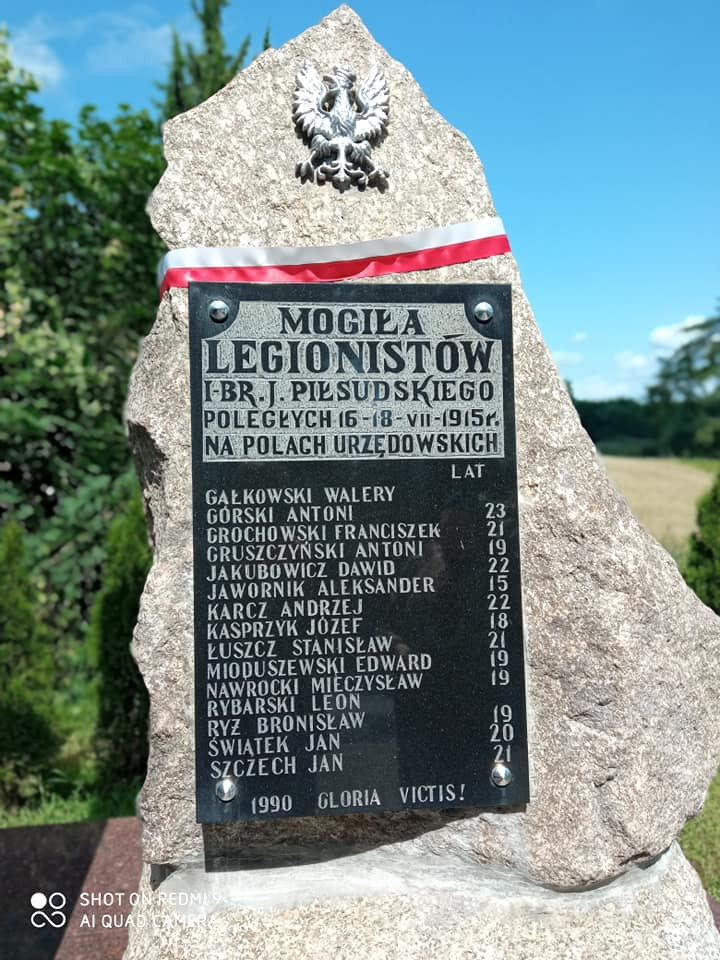 MOGIŁA
LEGIONISTÓW
I-BR. J. PIŁSUDSKIEGO
POLEGŁYCH 16-18-VII-1915r.
NA POLACH URZĘDOWSKICH
LAT
GAŁKOWSKI WALERY
GÓRSKI ANTONI 23
GROCHOWSKI FRANCISZEK 21
GRUSZCZYŃSKI ANTONI 19
JAKUBOWICZ DAWID 22
JAWORNIK ALEKSANDER 15
KARCZ ANDRZEJ 22
KASPRZYK JÓZEF 18
ŁUSZCZ STANISŁAW 21
MIODUSZEWSKI EDWARD 19
NAWROCKI MIECZYSŁAW 19
RYBARSKI LEON
RYŻ BRONISŁAW 19
ŚWIĄTEK JAN 20
SZCZECH JAN 21
1990 GLORIA VICTIS!
SHOT ON REDMI 9
AI QUAD CAMERA